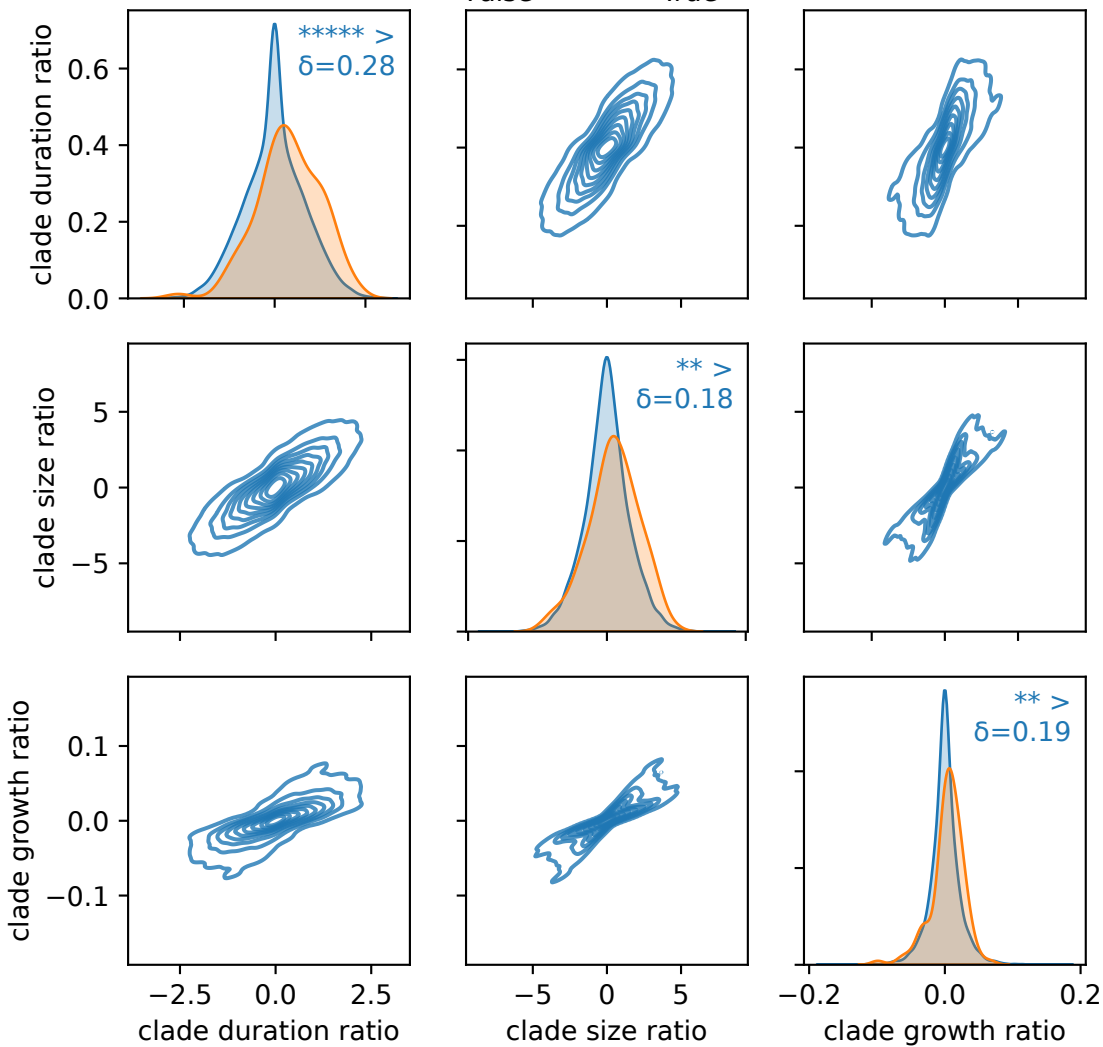 ***** >
δ=0.28
clade duration ratio
0.6
0.4
0.2
0.0
** >
δ=0.18
clade size ratio
5
0
−5
** >
δ=0.19
clade growth ratio
0.1
0.0
−0.1
−2.5 0.0 2.5 −5 0 5 −0.2 0.0 0.2
clade duration ratio clade size ratio clade growth ratio